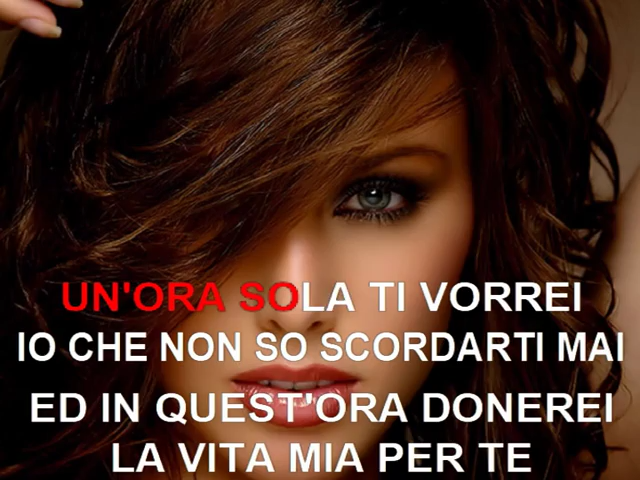 UN'ORA SOLA TI VORREI
IO CHE NON SO SCORDARTI MAI
ED IN QUEST'ORA DONEREI
LA VITA MIA PER TE